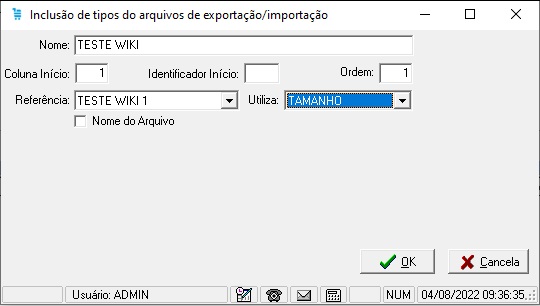 Inclusão de tipos do arquivos de exportação/importação
Nome: TESTE WIKI
Coluna Início: 1 Identificador Início: Ordem: 1
Referência: TESTE WIKI 1 Utiliza: TAMANHO
Nome do Arquivo
OK Cancela
Usuário: ADMIN NUM 04/08/2022 09:36:35